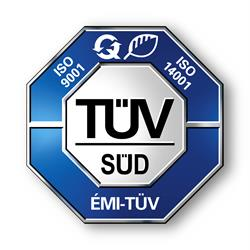 ISO 9001
ISO 14001
TÜV
SÜD
ÉMI-TÜV